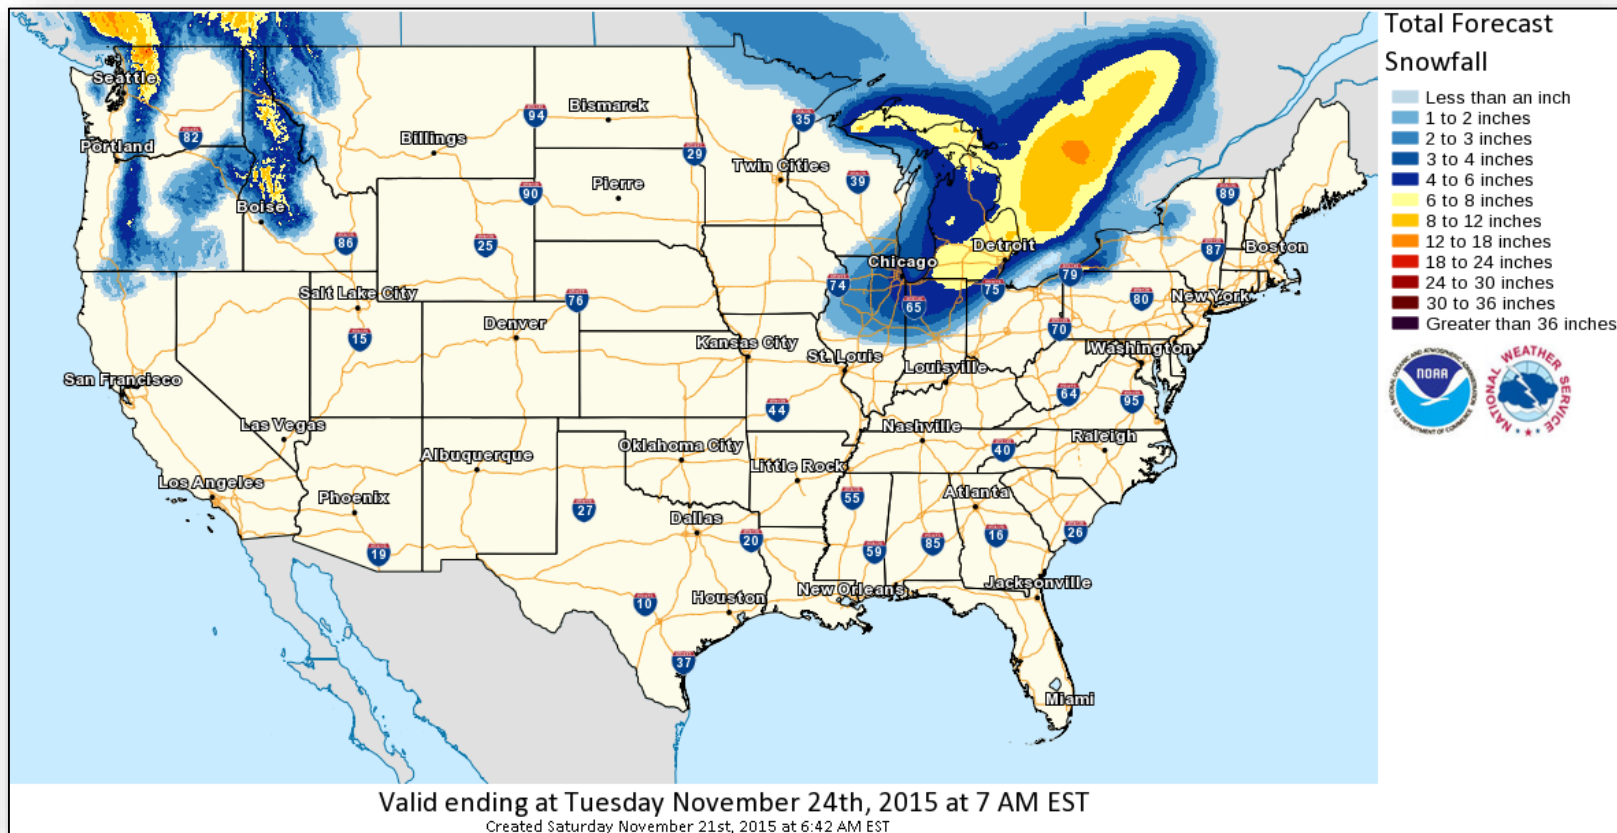 Total Forecast
Snowfall
Less than an inch
1 to 2 inches
2 to 3 inches
3 to 4 inches
4 to 6 inches
6 to 8 inches
8 to 12 inches
12 to 18 inches
18 to 24 inches
24 to 30 inches
30 to 36 inches
Greater than 36 inches
NOAA
NATIONAL OCEANIC AND ATMOSPHERIC ADMINISTRATION
U.S. DEPARTMENT OF COMMERCE
NATIONAL WEATHER SERVICE
Seattle
Portland
82
Boise
86
Billings
94
Bismarck
90
Pierre
29
35
Twin Cities
39
25
Salt Lake City
15
Denver
76
Kansas City
St. Louis
74
Chicago
65
Detroit
75
79
80
70
New York
87
89
Boston
Washington
Louisville
64
95
San Francisco
Las Vegas
Los Angeles
Phoenix
19
Albuquerque
Oklahoma City
44
Little Rock
Nashville
40
Raleigh
27
Dallas
20
55
59
85
Atlanta
16
26
10
Houston
New Orleans
Jacksonville
37
Miami
Valid ending at Tuesday November 24th, 2015 at 7 AM EST
Created Saturday November 21st, 2015 at 6:42 AM EST